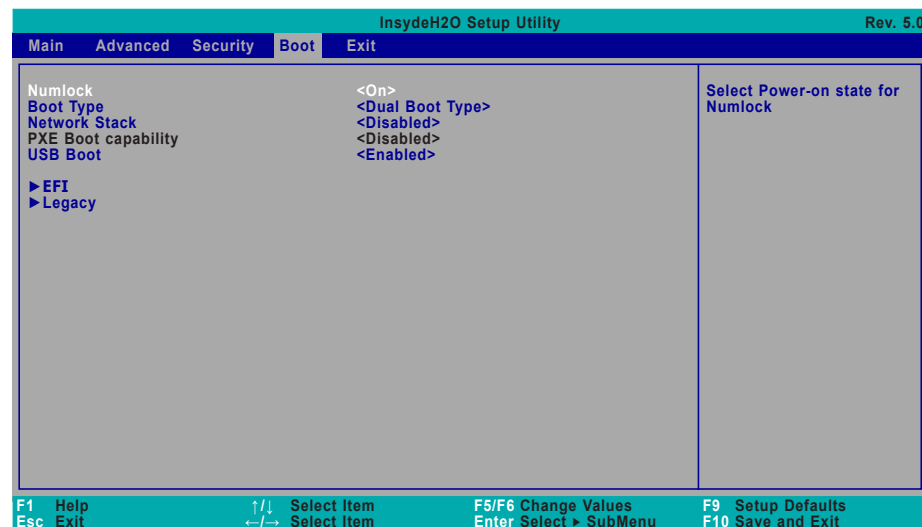 InsydeH2O Setup Utility Rev. 5.0
Main Advanced Security Boot Exit
Numlock <On>
Boot Type <Dual Boot Type>
Network Stack <Disabled>
PXE Boot capability <Disabled>
USB Boot <Enabled>
▶EFI
▶Legacy
Select Power-on state for
Numlock
F1 Help ↑/↓ Select Item F5/F6 Change Values F9 Setup Defaults
Esc Exit ←/→ Select Item Enter Select ▶ SubMenu F10 Save and Exit